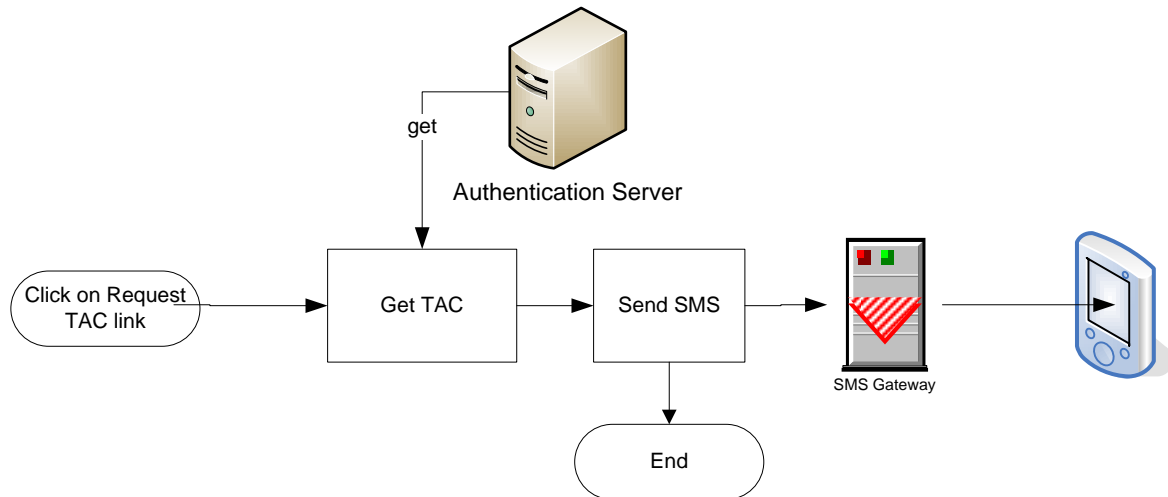 get
Authentication Server
Click on Request
TAC link
Get TAC
Send SMS
SMS Gateway
End